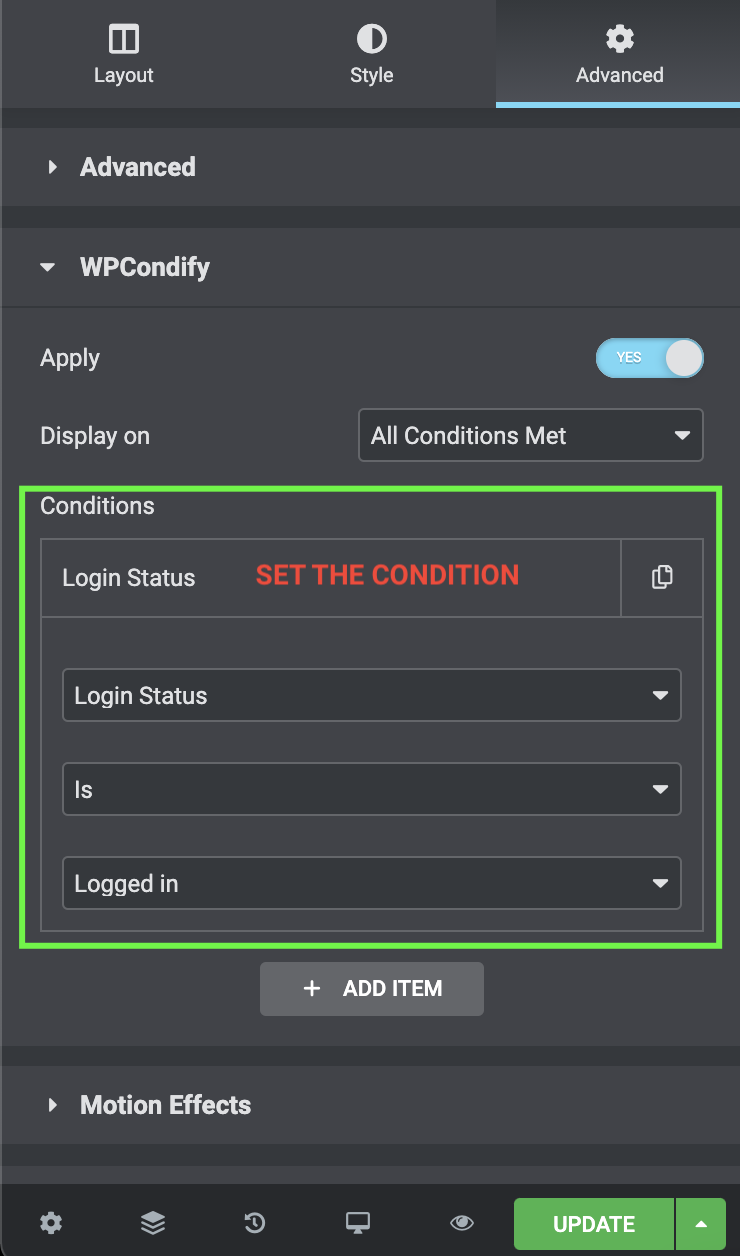 Layout
Style
Advanced
Advanced
WPCondify
Apply
YES
Display on
All Conditions Met
Conditions
Login Status
SET THE CONDITION
Login Status
Is
Logged in
+ ADD ITEM
Motion Effects
UPDATE